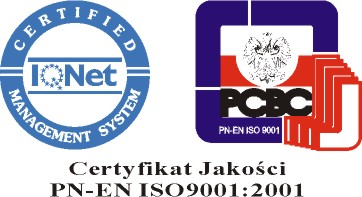 CERTIFIED
IQNet
MANAGEMENT SYSTEM
PCBC
PN-EN ISO 9001
Certyfikat Jakości
PN-EN ISO9001:2001